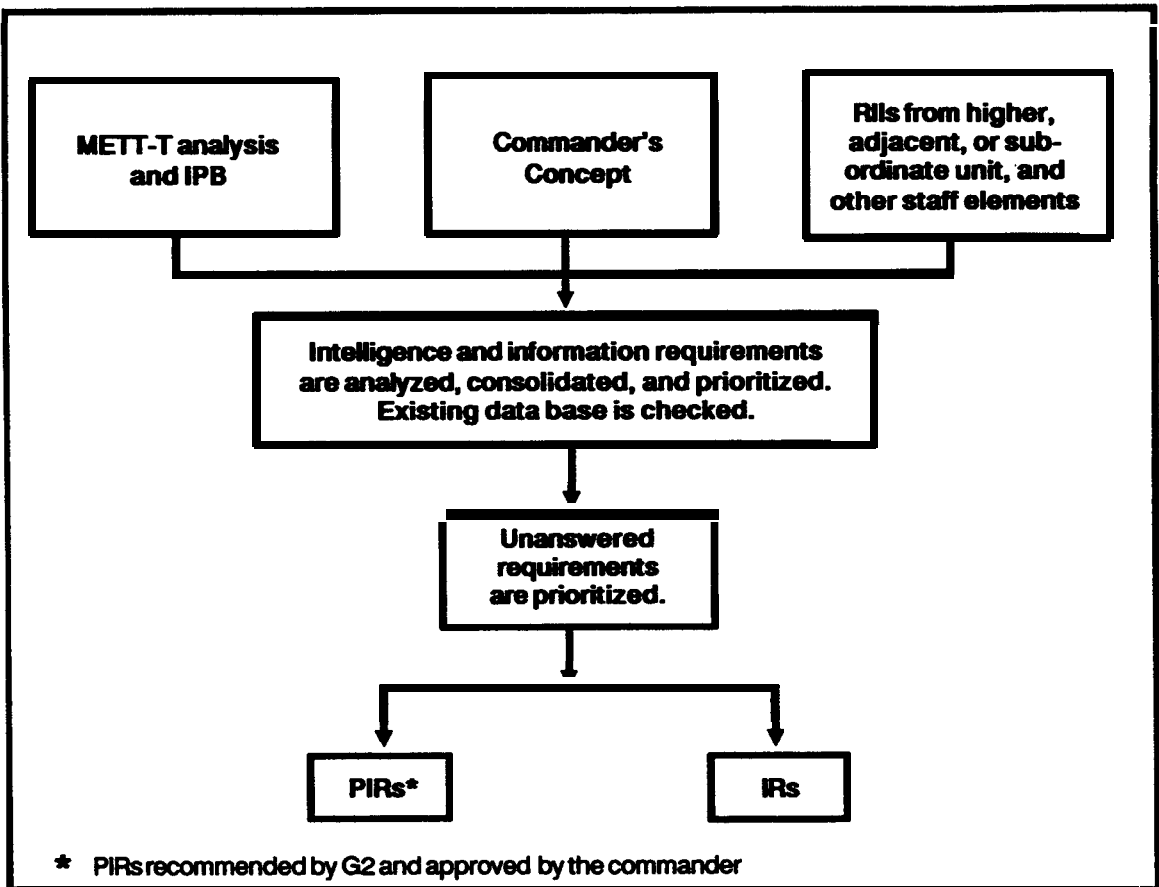 METT-T analysis
and IPB
Commander's
Concept
RIIs from higher,
adjacent, or sub-
ordinate unit, and
other staff elements
Intelligence and information requirements
are analyzed, consolidated, and prioritized.
Existing data base is checked.
Unanswered
requirements
are prioritized.
PIRs*
IRs
* PIRs recommended by G2 and approved by the commander